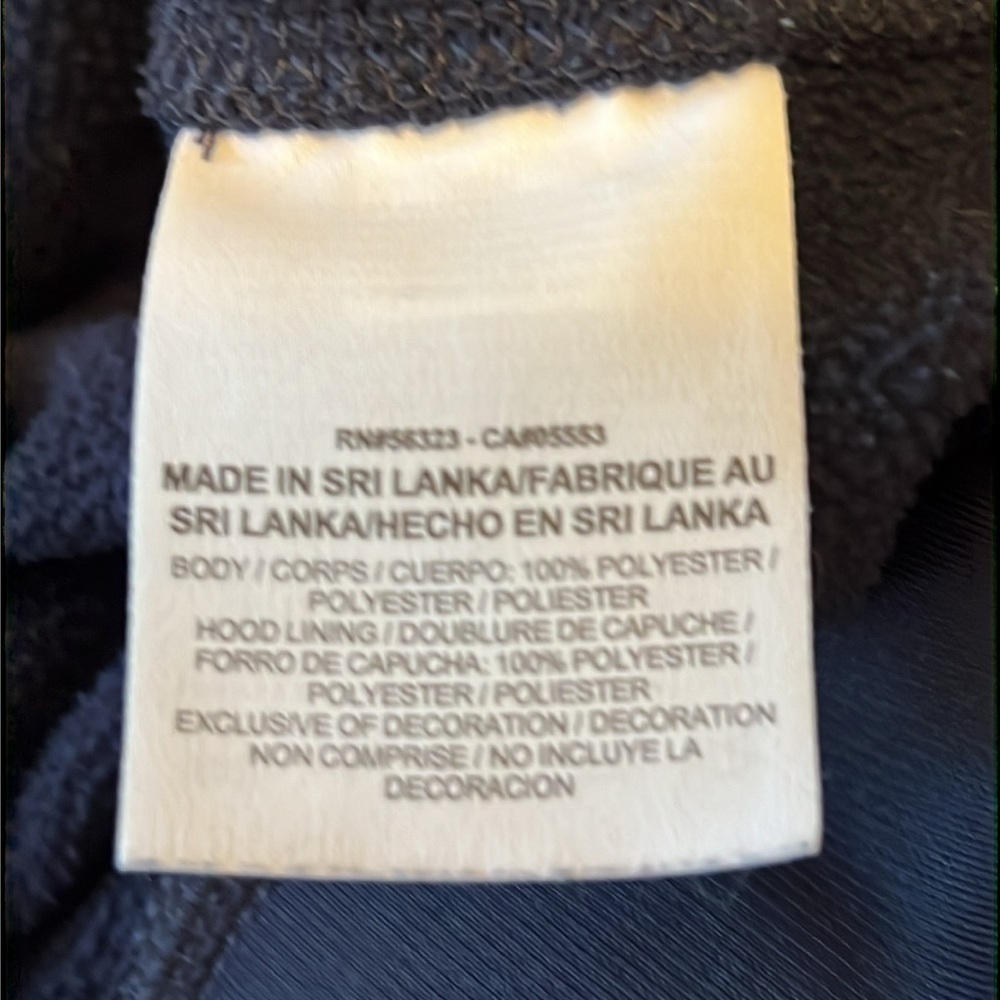 RN#56323 - CA#05553
MADE IN SRI LANKA/FABRIQUE AU
SRI LANKA/HECHO EN SRI LANKA
BODY / CORPS / CUERPO: 100% POLYESTER /
POLYESTER / POLIESTER
HOOD LINING / DOUBLURE DE CAPUCHE /
FORRO DE CAPUCHA: 100% POLYESTER /
POLYESTER / POLIESTER
EXCLUSIVE OF DECORATION / DECORATION
NON COMPRISE / NO INCLUYE LA
DECORACION